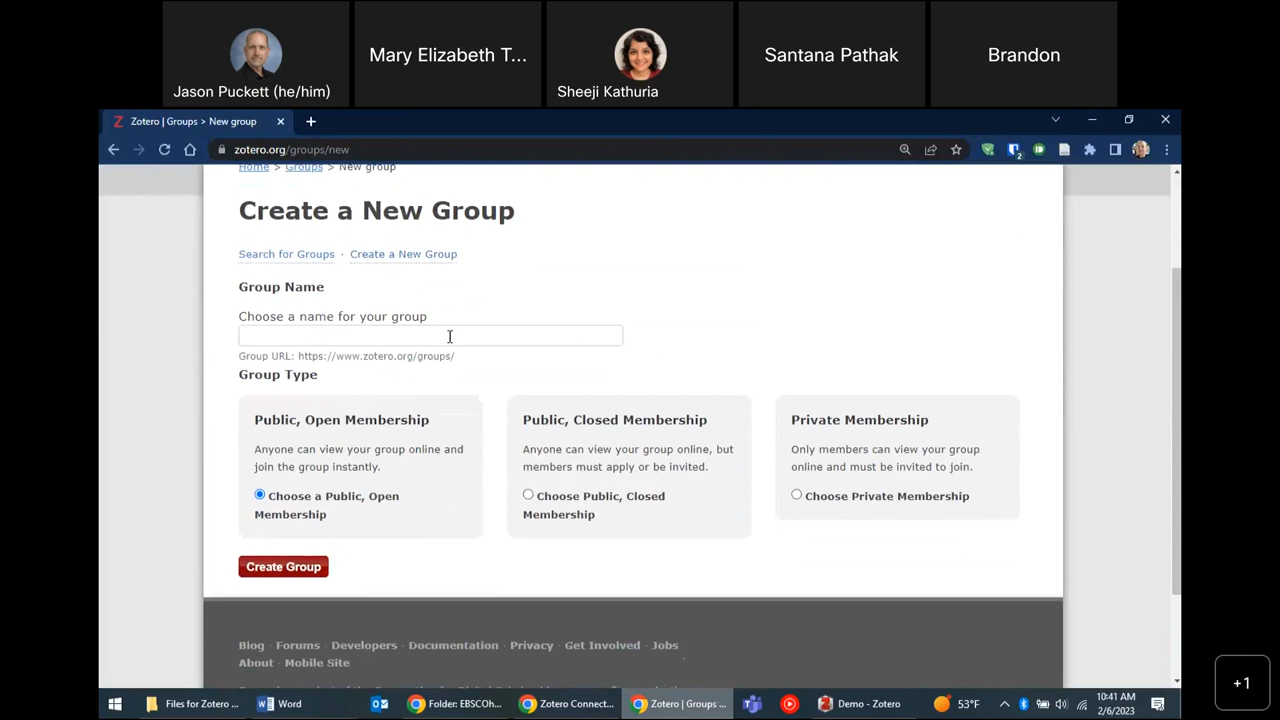 Jason Puckett (he/him)
Mary Elizabeth T...
Sheeji Kathuria
Santana Pathak
Brandon
Zotero | Groups > New group
zotero.org/groups/new
2
Home > Groups > New group
Create a New Group
Search for Groups · Create a New Group
Group Name
Choose a name for your group
Group URL: https://www.zotero.org/groups/
Group Type
Public, Open Membership
Anyone can view your group online and
join the group instantly.
Choose a Public, Open
Membership
Public, Closed Membership
Anyone can view your group online, but
members must apply or be invited.
Choose Public, Closed
Membership
Private Membership
Only members can view your group
online and must be invited to join.
Choose Private Membership
Create Group
Blog · Forums · Developers · Documentation · Privacy · Get Involved · Jobs
About · Mobile Site
Files for Zotero ...
Word
Folder: EBSCOh...
Zotero Connect...
Zotero | Groups ...
Demo - Zotero
53°F
10:41 AM
2/6/2023
+1